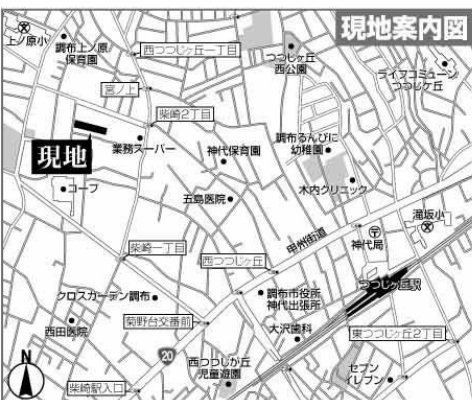 現地案内図
上ノ原小
調布上ノ原
保育園
西つつじヶ丘一丁目
つつじヶ丘
西公園
ライフコミューン
つつじヶ丘
宮ノ上
柴崎2丁目
現地
業務スーパー
神代保育園
調布るんびに
幼稚園
コープ
五島医院
木内クリニック
滝坂小
甲州街道
神代局
柴崎一丁目
西つつじヶ丘
つつじヶ丘駅
クロスガーデン調布
調布市役所
神代出張所
菊野台交番前
西田医院
大沢歯科
東つつじヶ丘2丁目
N
20
西つつじが丘
児童遊園
セブン
イレブン
柴崎駅入口